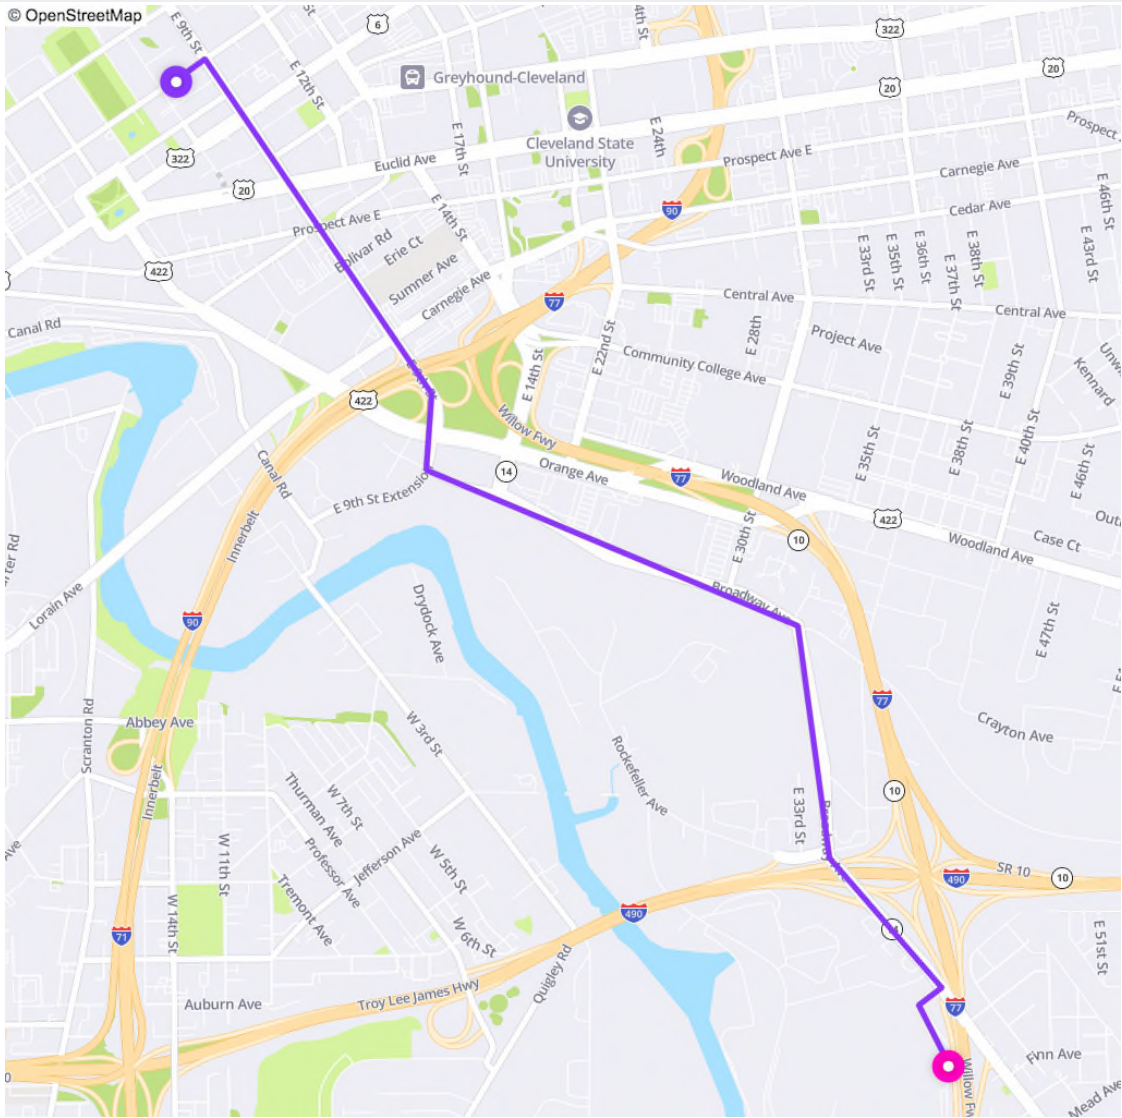 © OpenStreetMap
E 9th St
6
E 12th St
322
20
Greyhound-Cleveland
20
Cleveland State
University
E 24th
E 17th St
322
Euclid Ave
20
Prospect Ave E
Carnegie Ave
Prospect Ave E
E 14th St
E 46th St
Cedar Ave
90
Bolivar Rd
Erie Ct
Sumner Ave
E 33rd St
E 35th St
E 36th St
E 37th St
E 38th St
E 43rd St
422
Carnegie Ave
77
Central Ave
Central Ave
Canal Rd
E 28th
Project Ave
E 22nd St
Community College Ave
E 14th St
E 39th St
Kennard
E 9th St
422
Willow Fwy
E 40th St
E 35th St
E 38th St
E 46th St
Canal Rd
14
Orange Ave
77
Woodland Ave
E 9th St Extension
422
E 30th St
10
Woodland Ave
Case Ct
Innerbelt
Lorain Ave
Drydock Ave
Broadway Ave
90
E 47th St
Scranton Rd
Abbey Ave
W 3rd St
77
Crayton Ave
Rockefeller Ave
Innerbelt
Thurman Ave
W 7th St
E 33rd St
10
Broadway Ave
W 11th St
Professor Ave
Jefferson Ave
W 5th St
SR 10
490
10
Tremont Ave
W 14th St
71
W 6th St
490
14
E 51st St
Quigley Rd
Auburn Ave
Troy Lee James Hwy
77
Finn Ave
Willow Fwy
Mead Ave